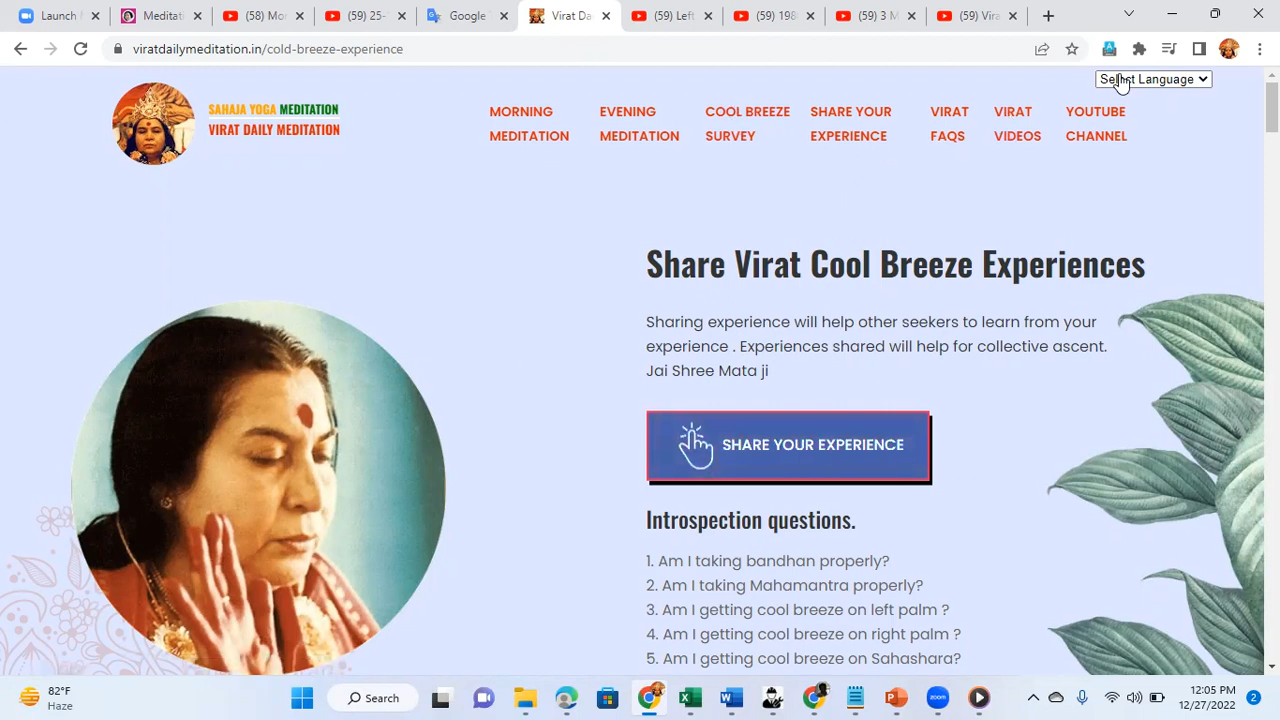 Launch
Meditati
(58) Mo
(59) 25-
Google
Virat Da
(59) Left
(59) 198
(59) 3 M
(59) Vira
viratdailymeditation.in/cold-breeze-experience
Select Language
SAHAJA YOGA MEDITATION
VIRAT DAILY MEDITATION
MORNING MEDITATION
EVENING MEDITATION
COOL BREEZE SURVEY
SHARE YOUR EXPERIENCE
VIRAT FAQS
VIRAT VIDEOS
YOUTUBE CHANNEL
Share Virat Cool Breeze Experiences
Sharing experience will help other seekers to learn from your
experience . Experiences shared will help for collective ascent.
Jai Shree Mata ji
SHARE YOUR EXPERIENCE
Introspection questions.
1. Am I taking bandhan properly?
2. Am I taking Mahamantra properly?
3. Am I getting cool breeze on left palm ?
4. Am I getting cool breeze on right palm ?
5. Am I getting cool breeze on Sahashara?
82°F
Haze
Search
zoom
12:05 PM
12/27/2022
2